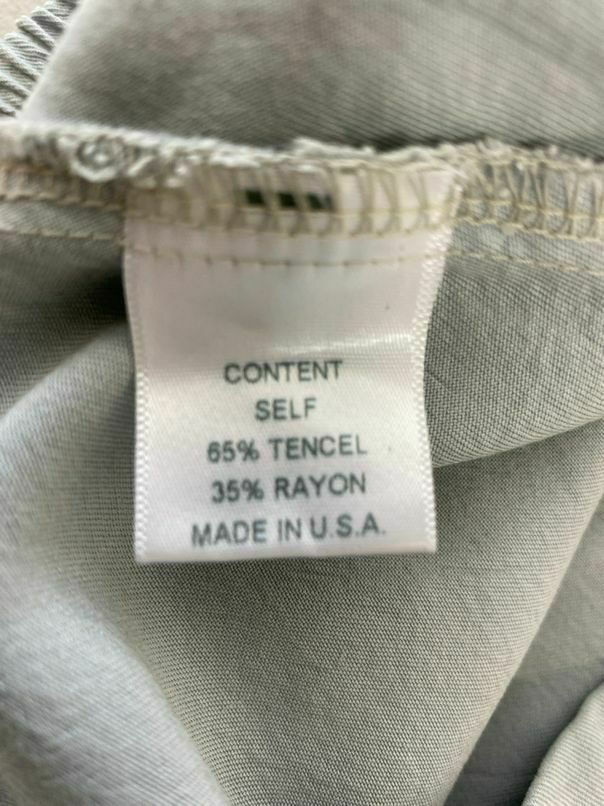 CONTENT
SELF
65% TENCEL
35% RAYON
MADE IN U.S.A.